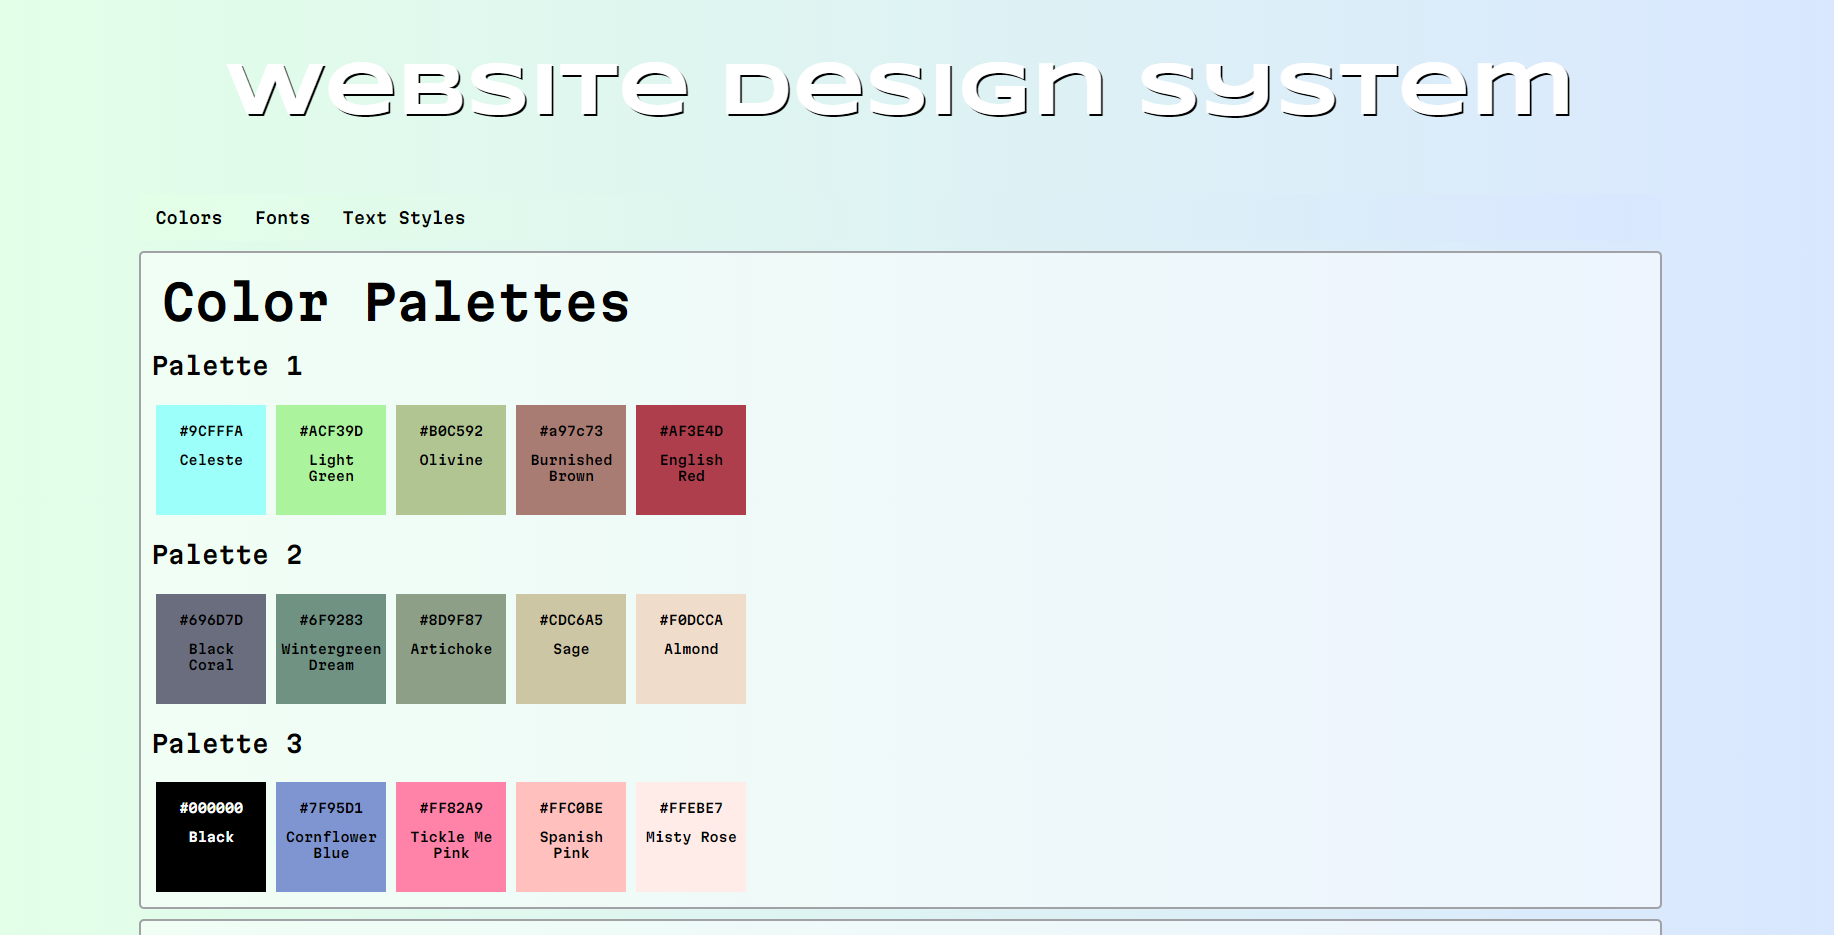 WeBSITe DeSIGn SYSTem
Colors Fonts Text Styles
Color Palettes
Palette 1
#9CFFFA
Celeste
#ACF39D
Light
Green
#B0C592
Olivine
#a97c73
Burnished
Brown
#AF3E4D
English
Red
Palette 2
#696D7D
Black
Coral
#6F9283
Wintergreen
Dream
#8D9F87
Artichoke
#CDC6A5
Sage
#F0DCCA
Almond
Palette 3
#000000
Black
#7F95D1
Cornflower
Blue
#FF82A9
Tickle Me
Pink
#FFC0BE
Spanish
Pink
#FFEBE7
Misty Rose